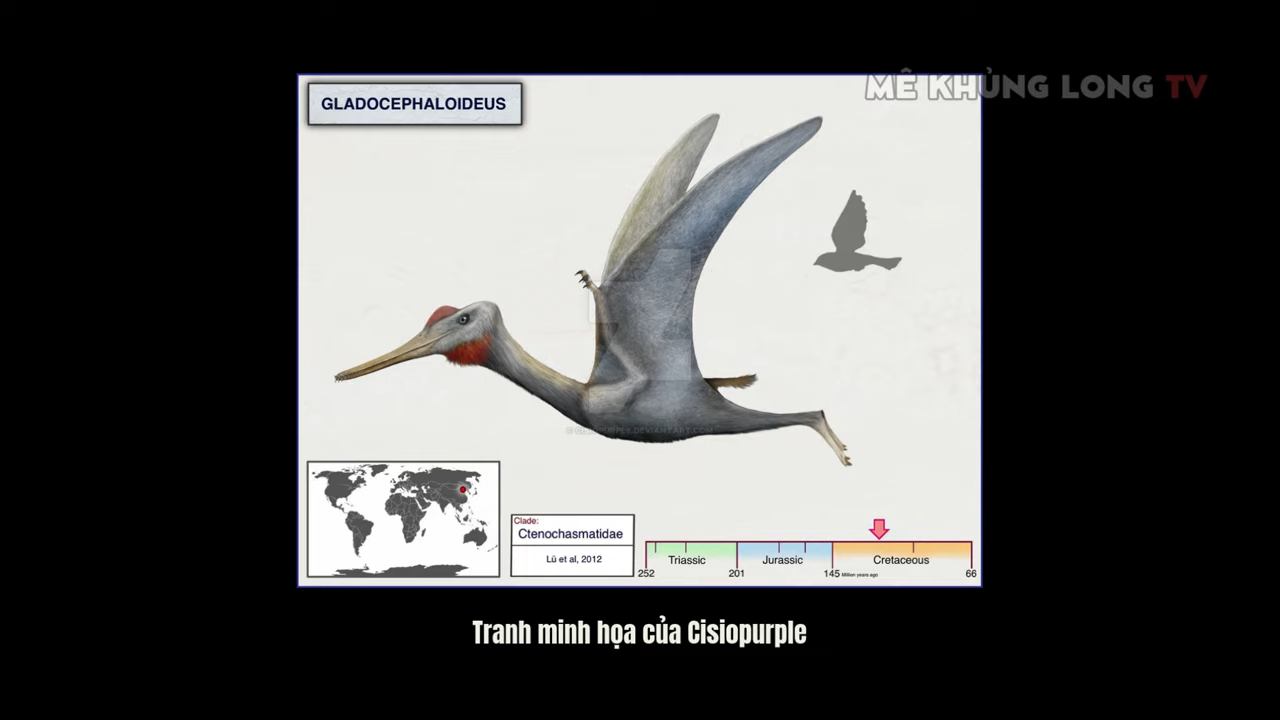 GLADOCEPHALOIDEUS
MÊ KHỦNG LONG TV
Clade:
Ctenochasmatidae
Lü et al, 2012
Triassic
Jurassic
Cretaceous
252
201
145 Million years ago
66
Tranh minh họa của Cisiopurple